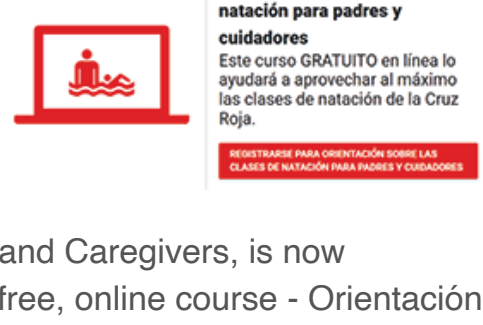 natación para padres y
cuidadores
Este curso GRATUITO en línea lo
ayudará a aprovechar al máximo
las clases de natación de la Cruz
Roja.
REGISTRARSE PARA ORIENTACIÓN SOBRE LAS
CLASES DE NATACIÓN PARA PADRES Y CUIDADORES
and Caregivers, is now
free, online course - Orientación